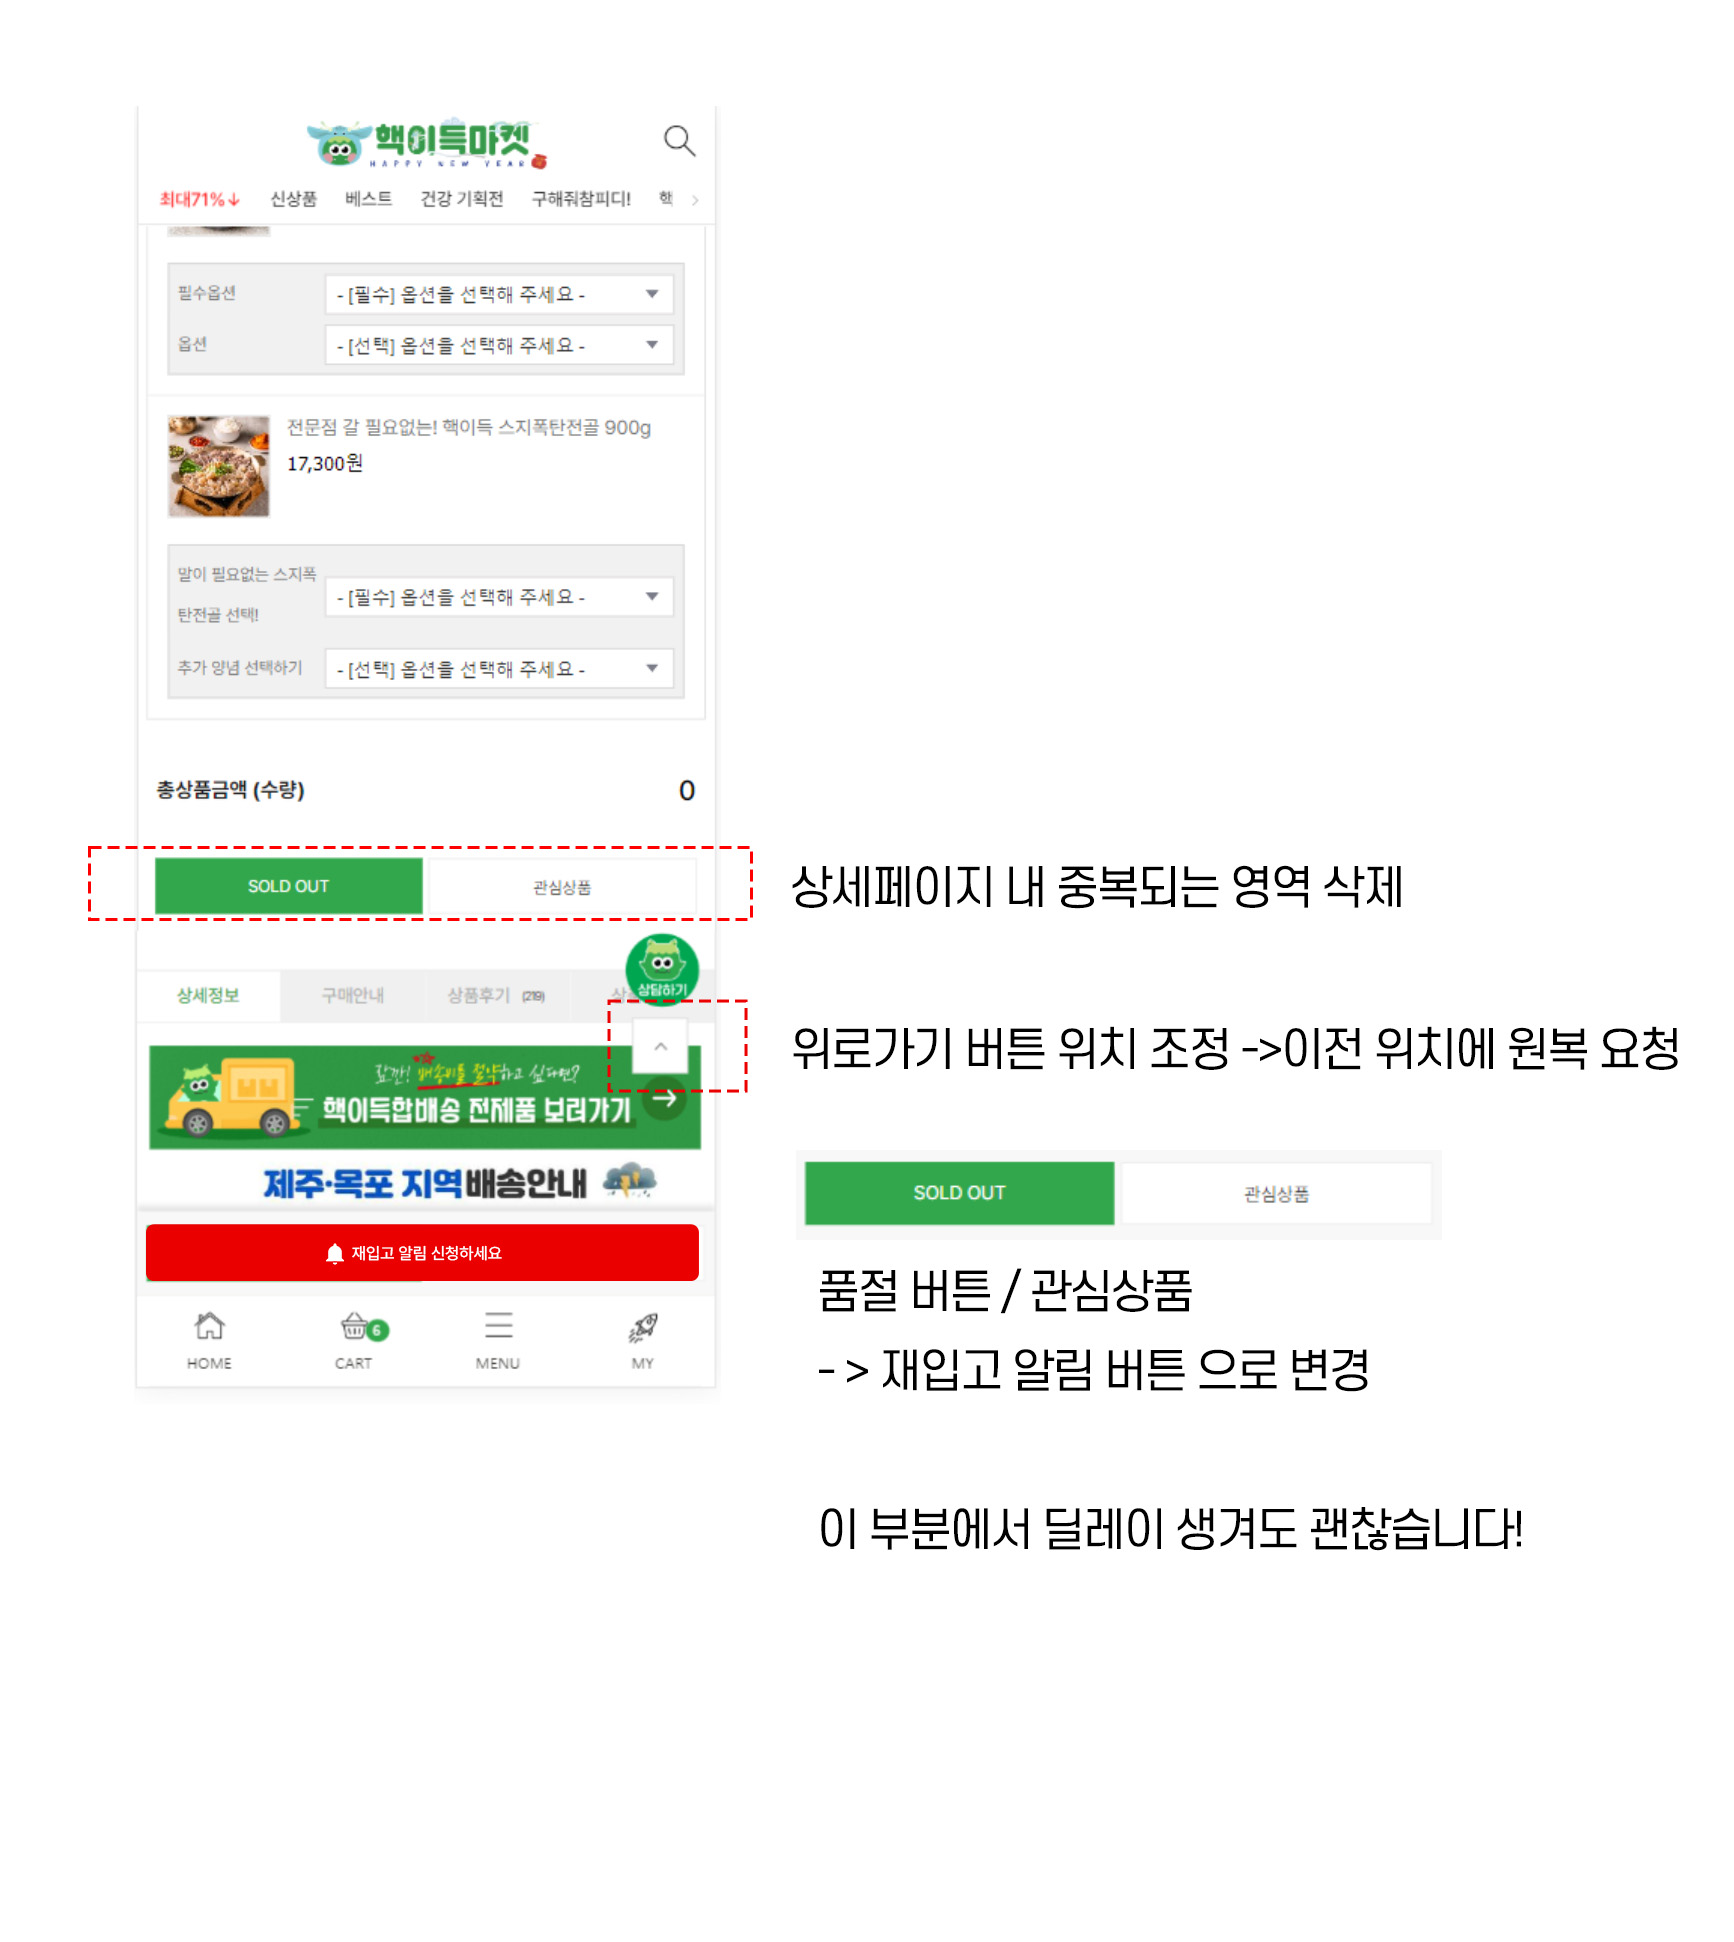 핵이득마켓
HAPPY NEW YEAR
최대71%↓ 신상품 베스트 건강 기획전 구해줘참피디! 핵 >
필수옵션 - [필수] 옵션을 선택해 주세요 -
옵션 - [선택] 옵션을 선택해 주세요 -
전문점 갈 필요없는! 핵이득 스지폭탄전골 900g
17,300원
말이 필요없는 스지폭
탄전골 선택!
- [필수] 옵션을 선택해 주세요 -
추가 양념 선택하기 - [선택] 옵션을 선택해 주세요 -
총상품금액 (수량) 0
SOLD OUT 관심상품
상세페이지 내 중복되는 영역 삭제
상담하기
상세정보 구매안내 상품후기 (219)
위로가기 버튼 위치 조정 ->이전 위치에 원복 요청
잠깐! 배송비를 절약하고 싶다면?
핵이득합배송 전제품 보러가기
제주·목포 지역 배송안내
SOLD OUT 관심상품
재입고 알림 신청하세요
품절 버튼 / 관심상품
- > 재입고 알림 버튼 으로 변경
6
HOME CART MENU MY
이 부분에서 딜레이 생겨도 괜찮습니다!